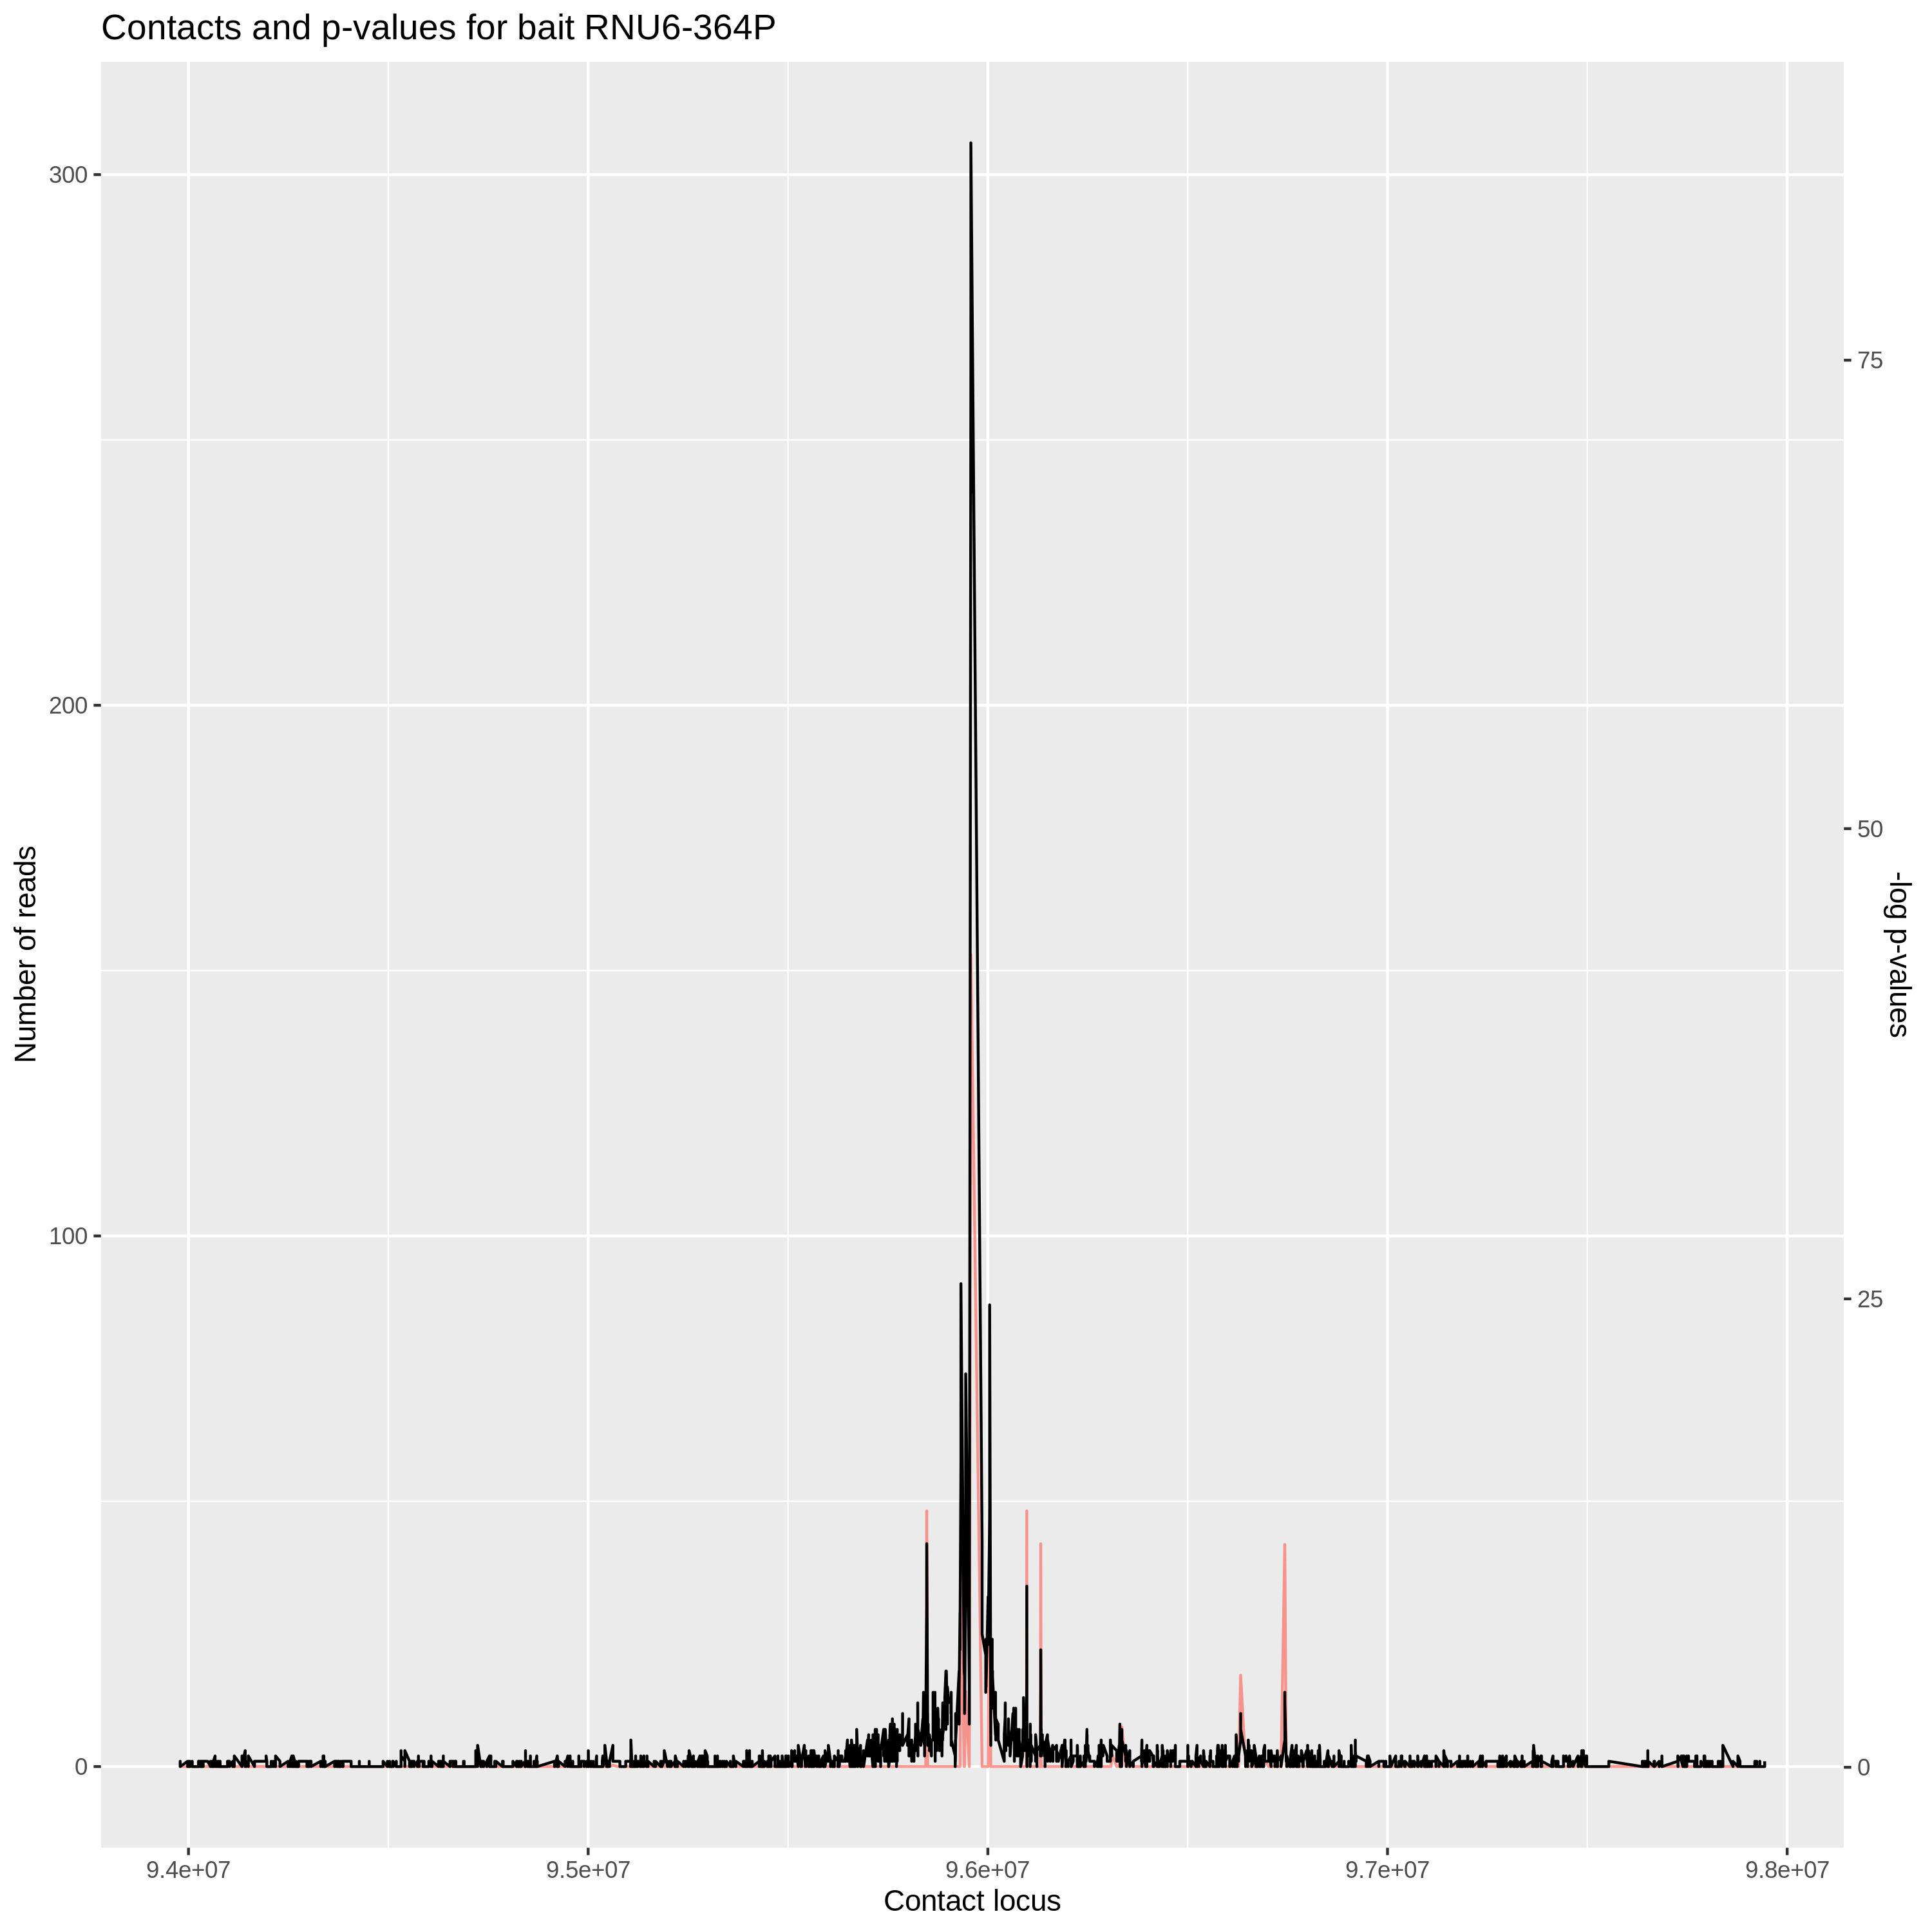 Contacts and p-values for bait RNU6-364P
300
200
100
0
Number of reads
75
50
25
0
-log p-values
9.4e+07
9.5e+07
9.6e+07
9.7e+07
9.8e+07
Contact locus